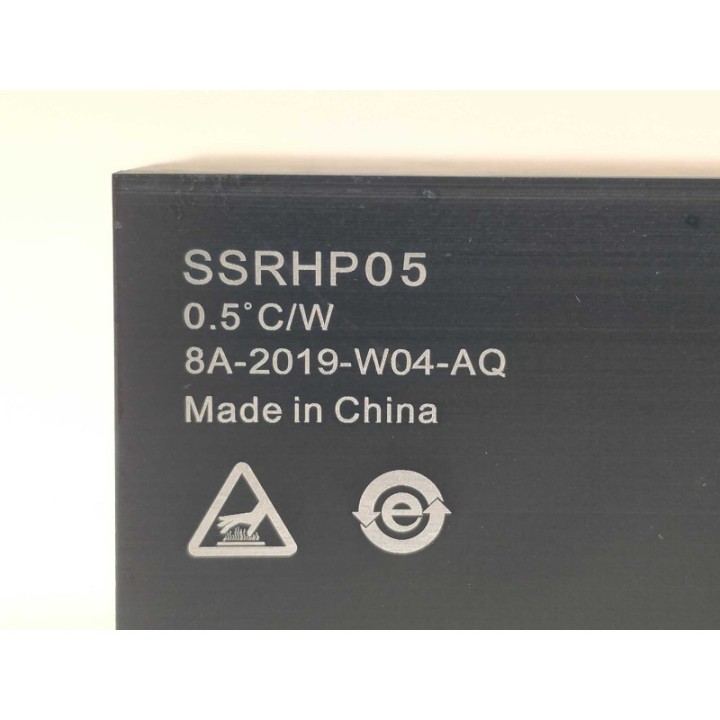 SSRHP05
0.5°C/W
8A-2019-W04-AQ
Made in China
e